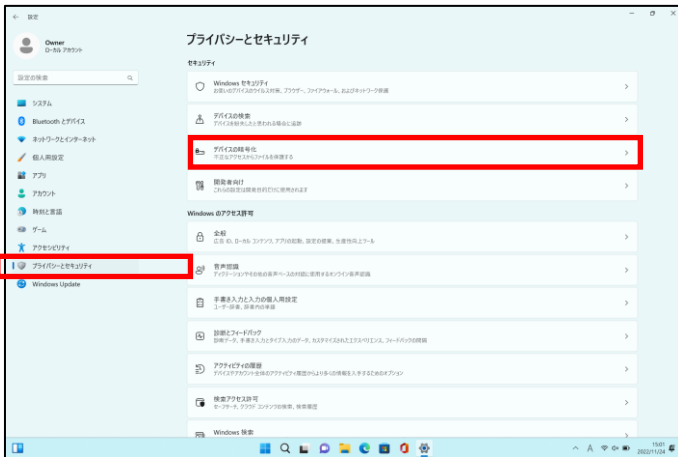 設定
Owner
ローカル アカウント
設定の検索
システム
Bluetooth とデバイス
ネットワークとインターネット
個人用設定
アプリ
アカウント
時刻と言語
ゲーム
アクセシビリティ
プライバシーとセキュリティ
Windows Update
プライバシーとセキュリティ
セキュリティ
Windows セキュリティ
お使いのデバイスのウイルス対策、ブラウザー、ファイアウォール、およびネットワーク保護
デバイスの検索
デバイスを紛失したと思われる場合に追跡
デバイスの暗号化
不正なアクセスからファイルを保護する
開発者向け
これらの設定は開発目的だけに使用されます
Windows のアクセス許可
全般
広告 ID、ローカル コンテンツ、アプリの起動、設定の提案、生産性向上ツール
音声認識
ディクテーションやその他の音声ベースの対話に使用するオンライン音声認識
手書き入力と入力の個人用設定
ユーザー辞書、辞書内の単語
診断とフィードバック
診断データ、手書き入力とタイプ入力のデータ、カスタマイズされたエクスペリエンス、フィードバックの間隔
アクティビティの履歴
デバイスやアカウント全体のアクティビティ履歴からより多くの情報を入手するためのオプション
検索アクセス許可
セーフサーチ、クラウド コンテンツの検索、検索履歴
Windows 検索
A
15:01
2022/11/24